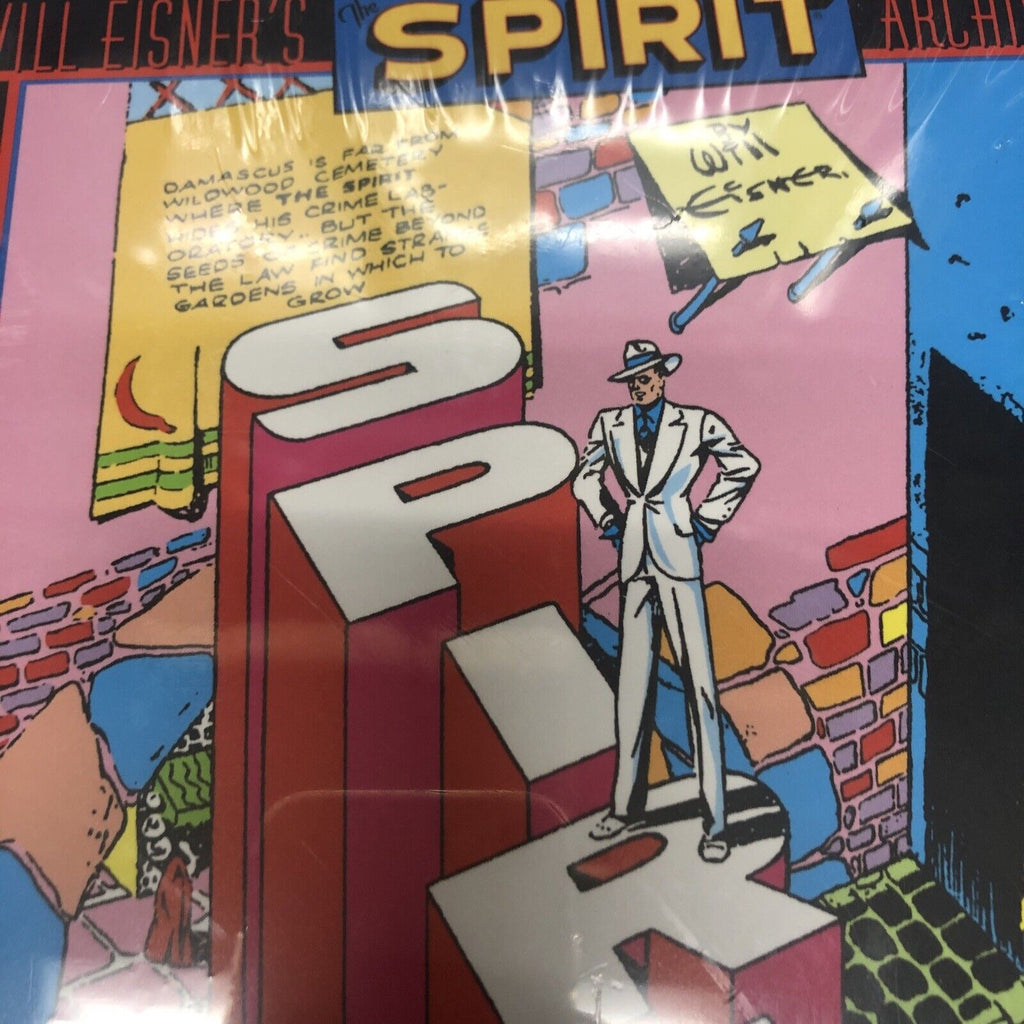 WILL EISNER'S
The
SPIRIT
ARCHI
DAMASCUS IS FAR FROM
WILDWOOD CEMETERY
WHERE THE SPIRIT
HIDES HIS CRIME LAB-
ORATORY.. BUT THE
SEEDS OF CRIME BEYOND
THE LAW FIND STRANGE
GARDENS IN WHICH TO
GROW
BY
Will
EISNER.
SPIR